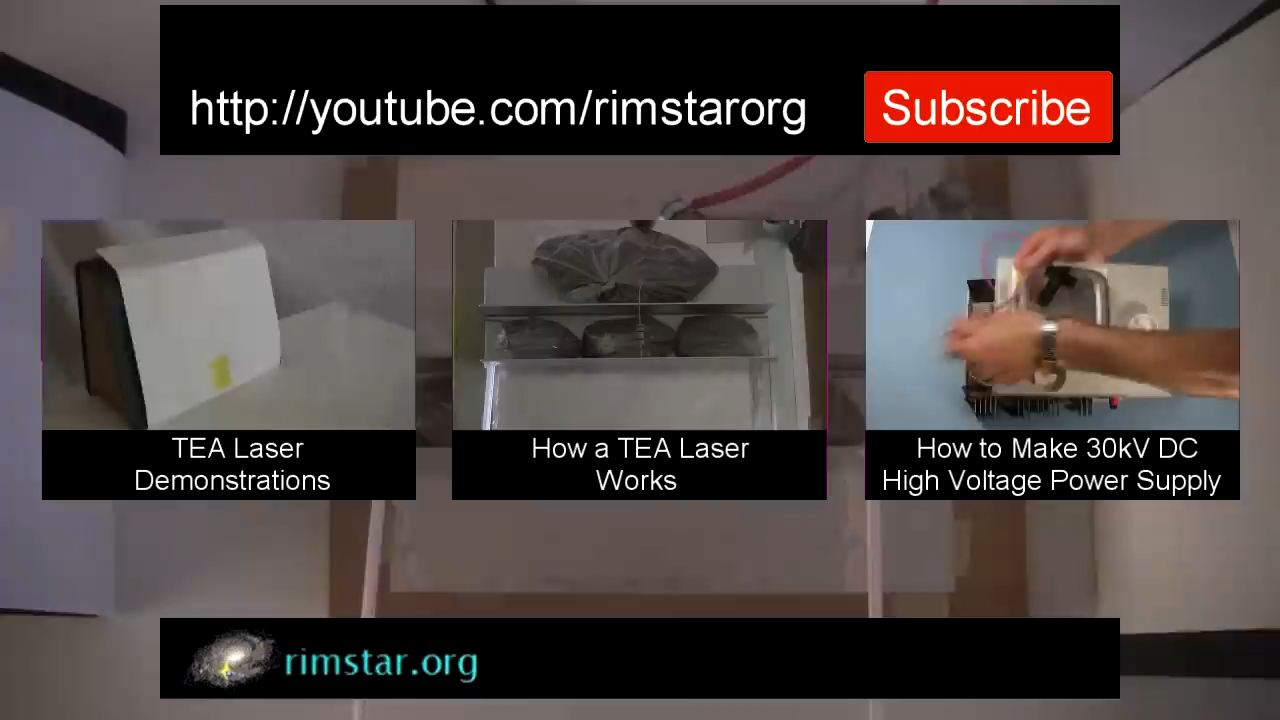 http://youtube.com/rimstarorg
Subscribe
TEA Laser
Demonstrations
How a TEA Laser
Works
How to Make 30kV DC
High Voltage Power Supply
rimstar.org